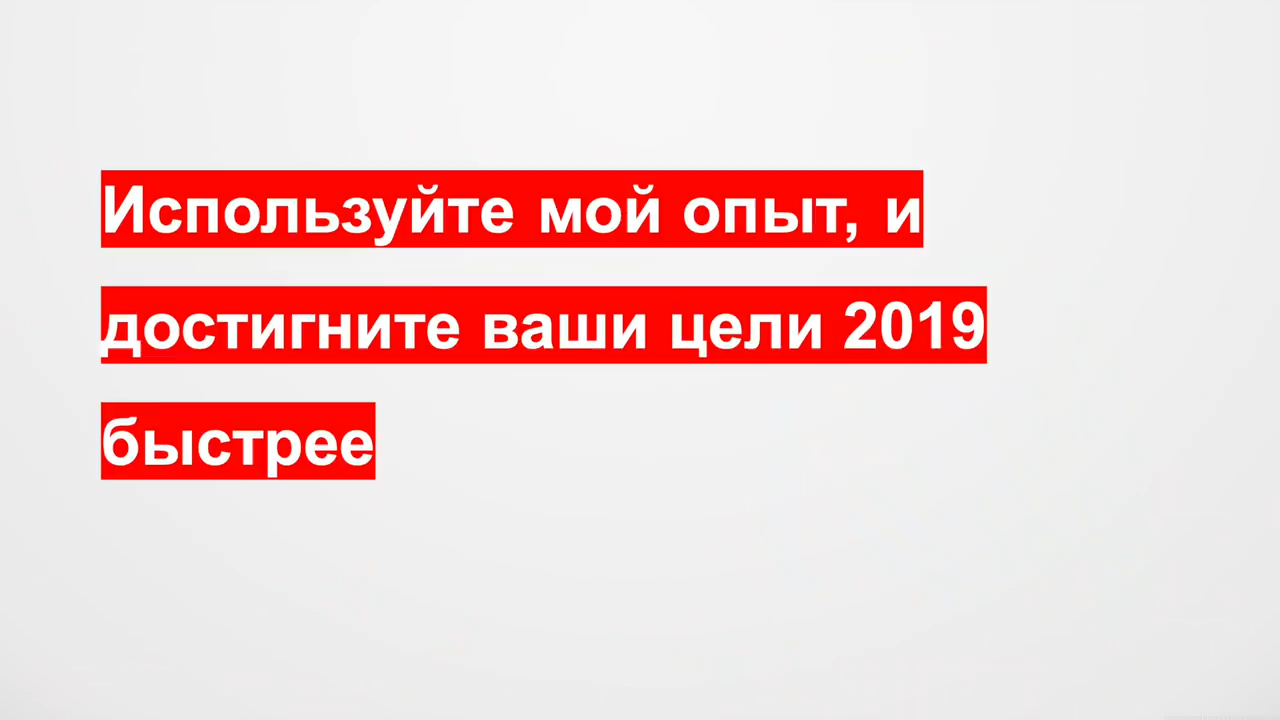 Используйте мой опыт, и
достигните ваши цели 2019
быстрее